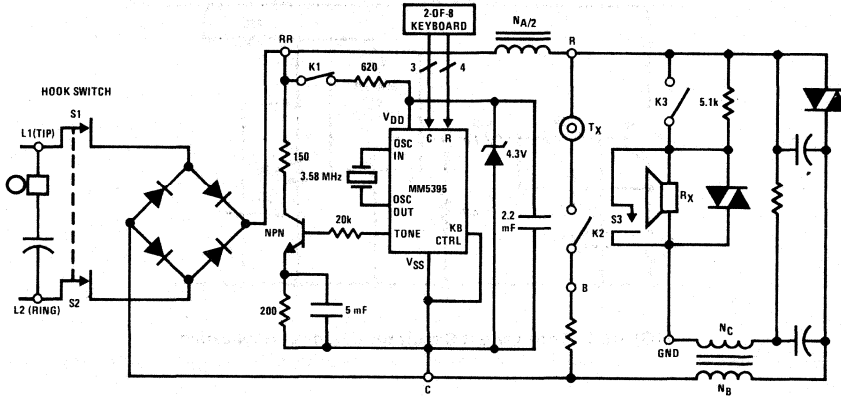 2-OF-8
KEYBOARD
N A/2
RR
R
K1
620
3
4
HOOK SWITCH
K3
5.1k
S1
TX
L1(TIP)
VDD
C R
OSC
IN
4.3V
150
3.58 MHz
MM5395
RX
OSC
OUT
2.2
mF
S3
20k
KB
CTRL
NPN
TONE
K2
VSS
S2
L2 (RING)
200
5 mF
B
NC
GND
NB
C